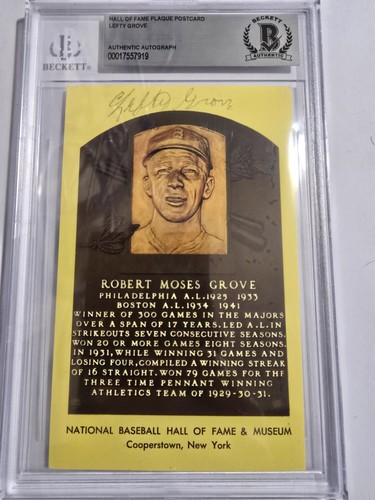 HALL OF FAME PLAQUE POSTCARD
LEFTY GROVE
AUTHENTIC AUTOGRAPH
00017557919
BECKETT
BECKETT
AUTHENTIC
Lefty Grove
ROBERT MOSES GROVE
PHILADELPHIA A.L.1925 1933
BOSTON A.L.1934 1941
WINNER OF 300 GAMES IN THE MAJORS
OVER A SPAN OF 17 YEARS. LED A.L. IN
STRIKEOUTS SEVEN CONSECUTIVE SEASONS.
WON 20 OR MORE GAMES EIGHT SEASONS.
IN 1931, WHILE WINNING 31 GAMES AND
LOSING FOUR, COMPILED A WINNING STREAK
OF 16 STRAIGHT. WON 79 GAMES FOR THE
THREE TIME PENNANT WINNING
ATHLETICS TEAM OF 1929-30-31.
NATIONAL BASEBALL HALL OF FAME & MUSEUM
Cooperstown, New York